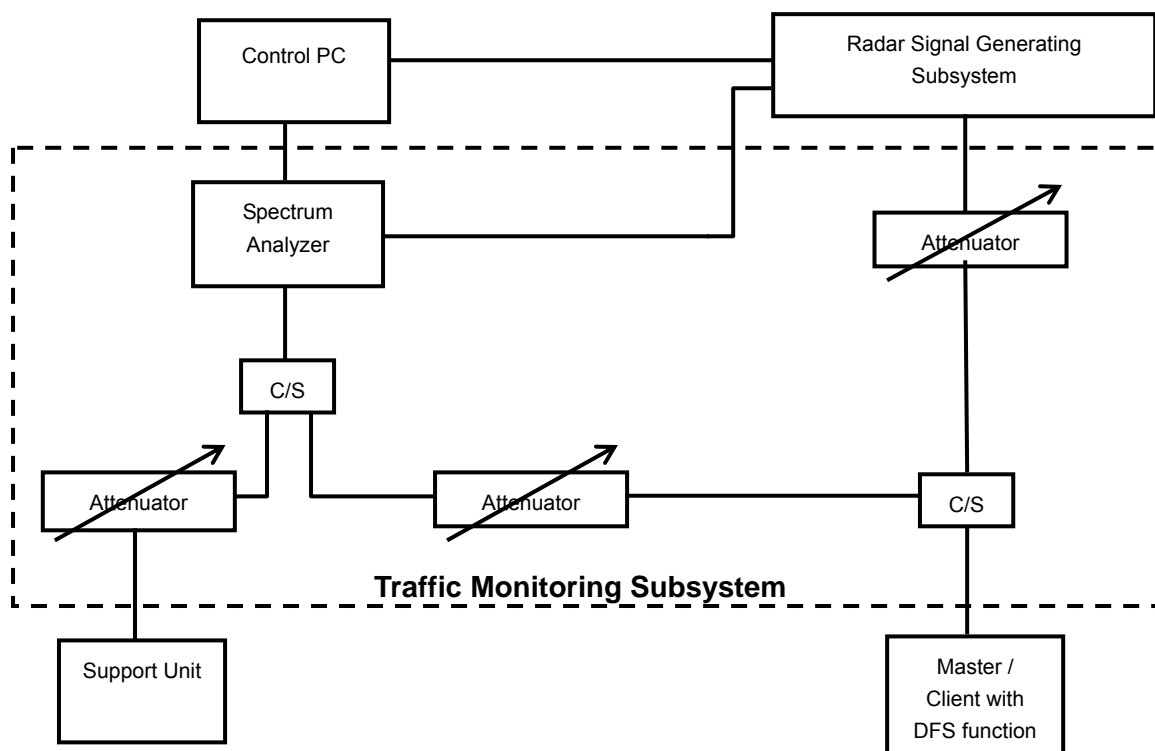 Control PC
Radar Signal Generating
Subsystem
Spectrum
Analyzer
Attenuator
C/S
Attenuator
Attenuator
C/S
Traffic Monitoring Subsystem
Support Unit
Master /
Client with
DFS function